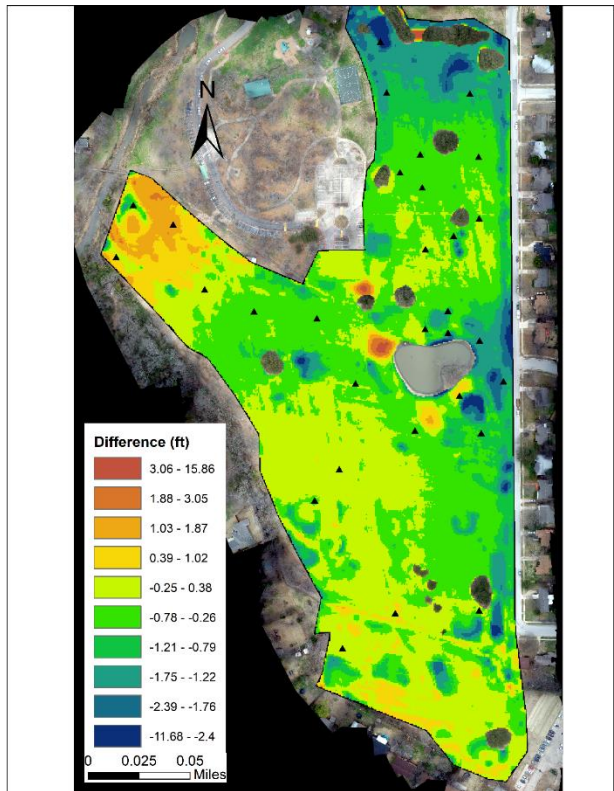 N
Difference (ft)
3.06 - 15.86
1.88 - 3.05
1.03 - 1.87
0.39 - 1.02
-0.25 - 0.38
-0.78 - -0.26
-1.21 - -0.79
-1.75 - -1.22
-2.39 - -1.76
-11.68 - -2.4
0 0.025 0.05
Miles